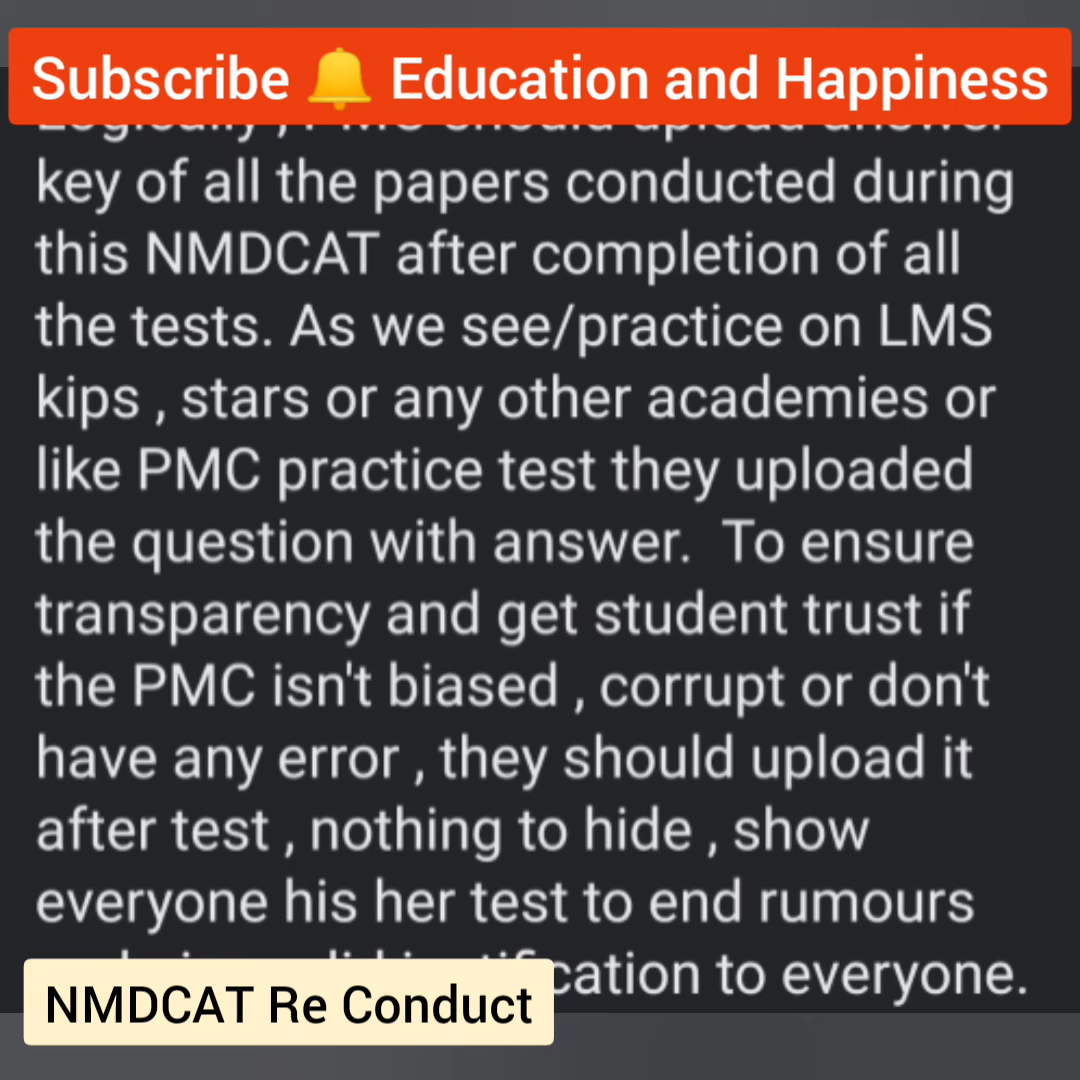 Subscribe 🔔 Education and Happiness
key of all the papers conducted during
this NMDCAT after completion of all
the tests. As we see/practice on LMS
kips , stars or any other academies or
like PMC practice test they uploaded
the question with answer.  To ensure
transparency and get student trust if
the PMC isn't biased , corrupt or don't
have any error , they should upload it
after test , nothing to hide , show
everyone his her test to end rumours
cation to everyone.
NMDCAT Re Conduct